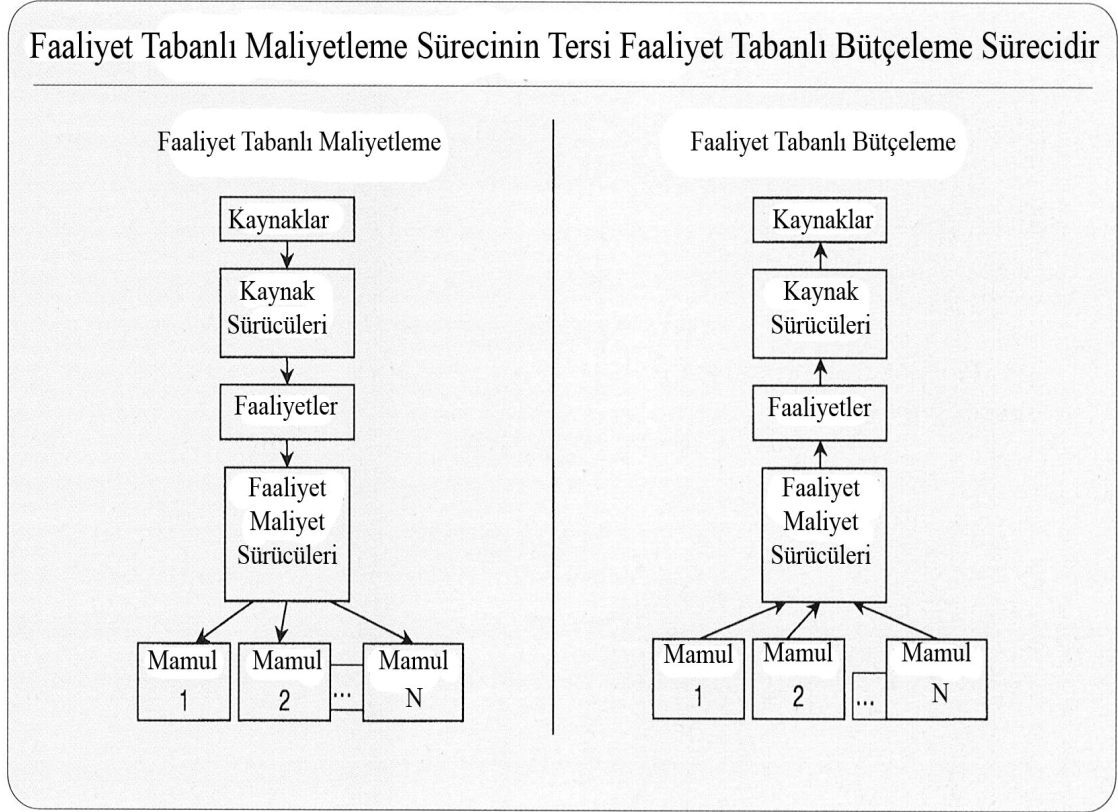 Faaliyet Tabanlı Maliyetleme Sürecinin Tersi Faaliyet Tabanlı Bütçeleme Sürecidir
Faaliyet Tabanlı Maliyetleme
Kaynaklar
Kaynak
Sürücüleri
Faaliyetler
Faaliyet
Maliyet
Sürücüleri
Mamul
1
Mamul
2
...
Mamul
N
Faaliyet Tabanlı Bütçeleme
Kaynaklar
Kaynak
Sürücüleri
Faaliyetler
Faaliyet
Maliyet
Sürücüleri
Mamul
1
Mamul
2
...
Mamul
N